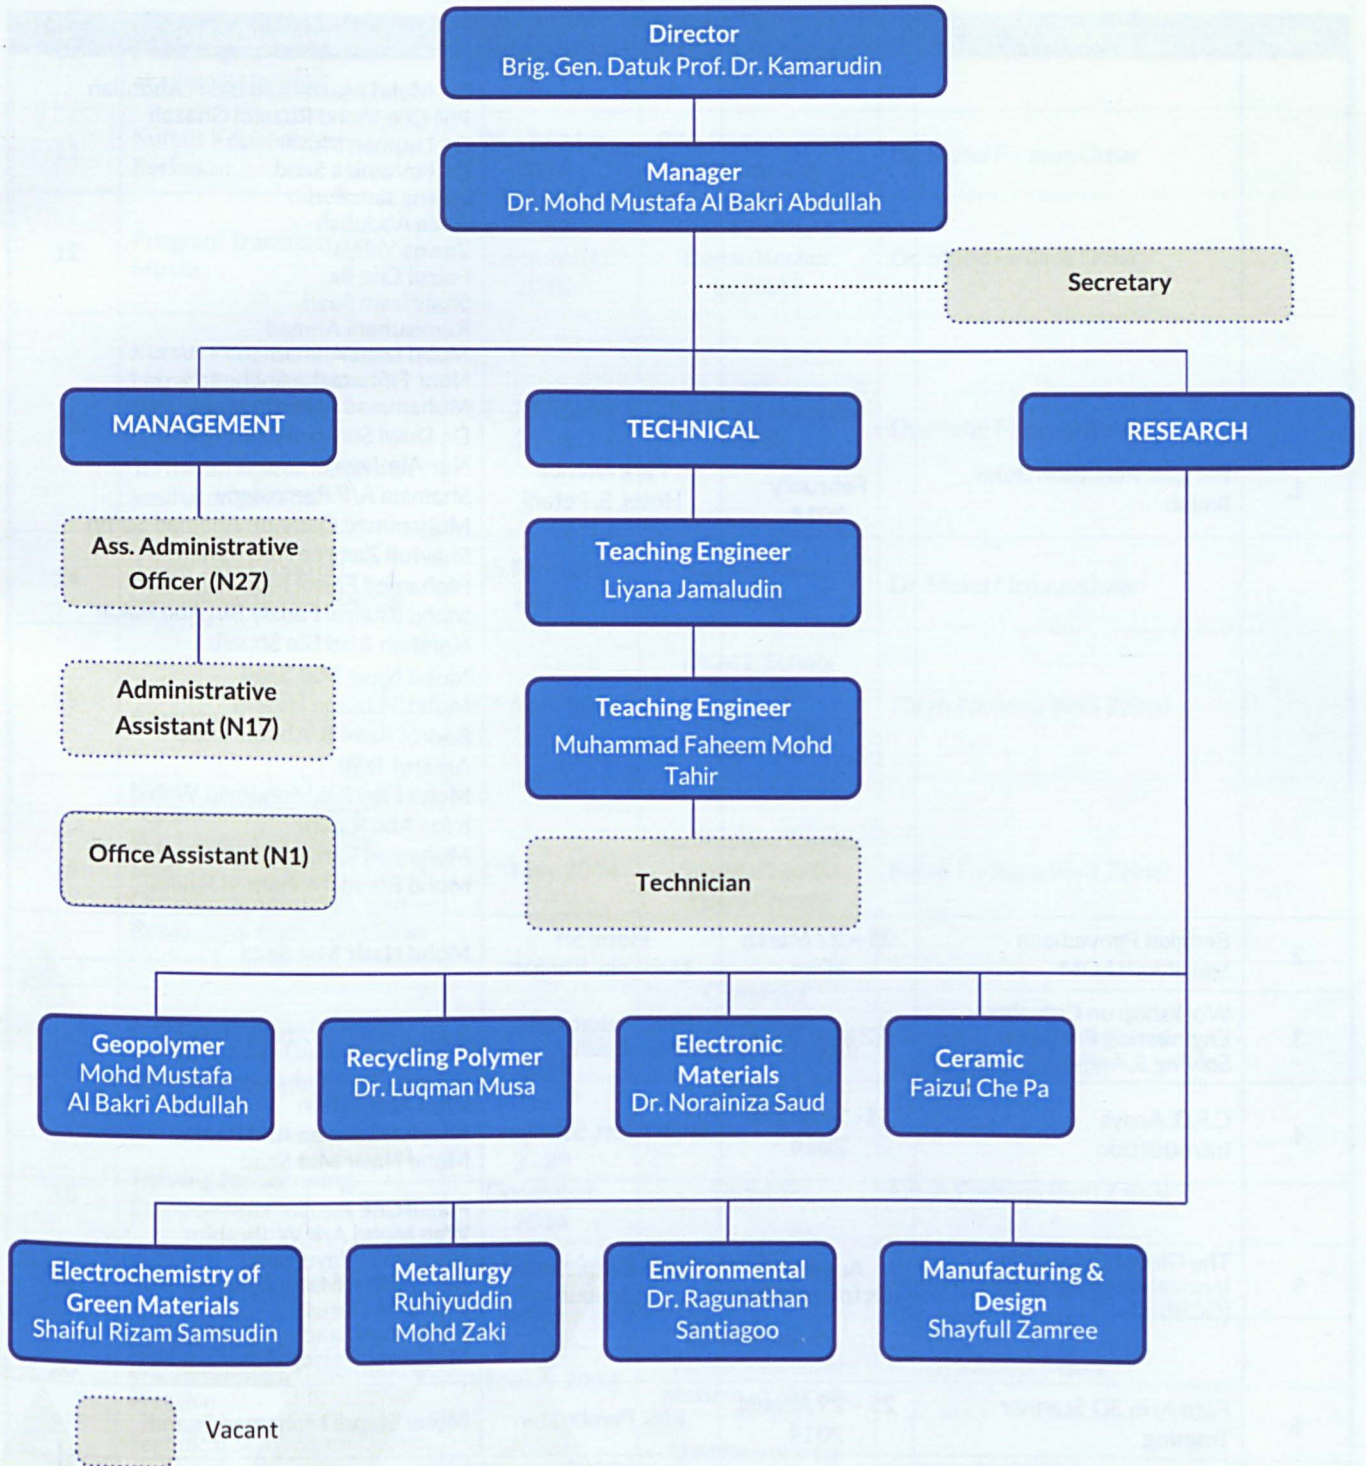 Director
Brig. Gen. Datuk Prof. Dr. Kamarudin
Manager
Dr. Mohd Mustafa Al Bakri Abdullah
Secretary
MANAGEMENT
TECHNICAL
RESEARCH
Ass. Administrative
Officer (N27)
Teaching Engineer
Liyana Jamaludin
Administrative
Assistant (N17)
Teaching Engineer
Muhammad Faheem Mohd
Tahir
Office Assistant (N1)
Technician
Geopolymer
Mohd Mustafa
Al Bakri Abdullah
Recycling Polymer
Dr. Luqman Musa
Electronic
Materials
Dr. Norainiza Saud
Ceramic
Faizul Che Pa
Electrochemistry of
Green Materials
Shaiful Rizam Samsudin
Metallurgy
Ruhiyuddin
Mohd Zaki
Environmental
Dr. Ragunathan
Santiagoo
Manufacturing &
Design
Shayfull Zamree
Vacant